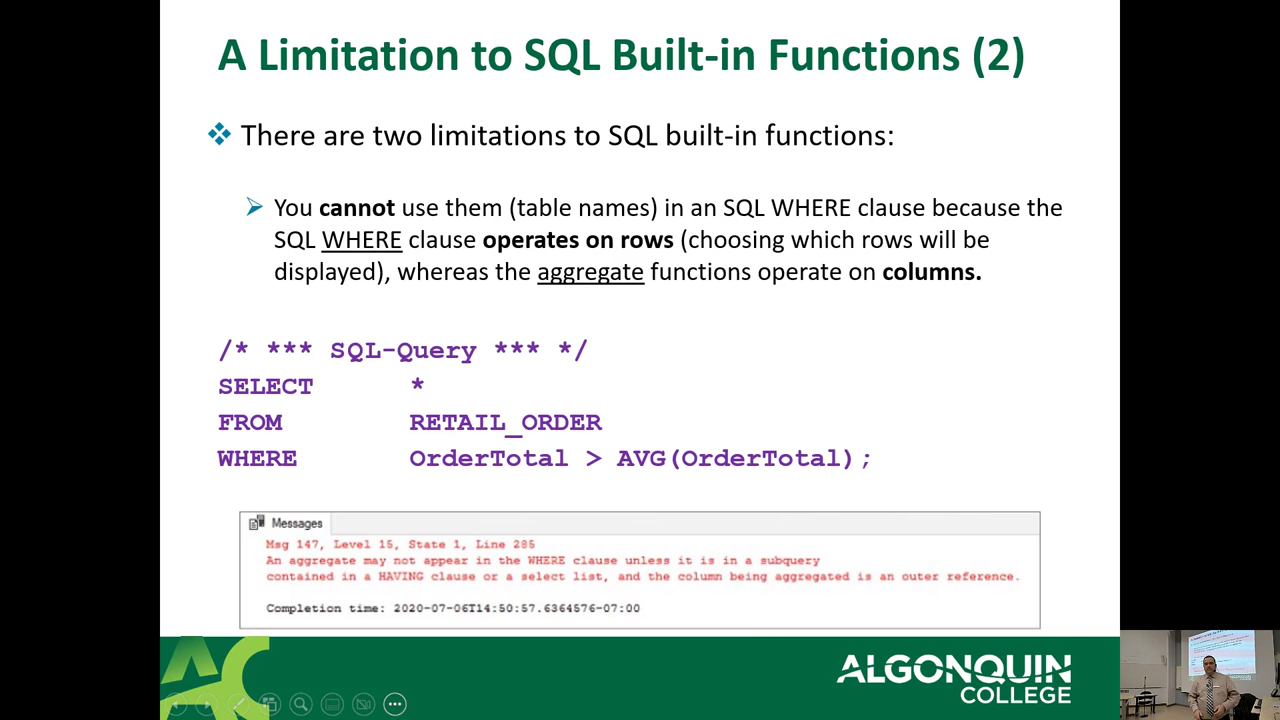 A Limitation to SQL Built-in Functions (2)
There are two limitations to SQL built-in functions:
You cannot use them (table names) in an SQL WHERE clause because the
SQL WHERE clause operates on rows (choosing which rows will be
displayed), whereas the aggregate functions operate on columns.
/* *** SQL-Query *** */
SELECT *
FROM RETAIL_ORDER
WHERE OrderTotal > AVG(OrderTotal);
Messages
Msg 147, Level 15, State 1, Line 285
An aggregate may not appear in the WHERE clause unless it is in a subquery
contained in a HAVING clause or a select list, and the column being aggregated is an outer reference.
Completion time: 2020-07-06T14:50:57.6364576-07:00
AC
ALGONQUIN
COLLEGE